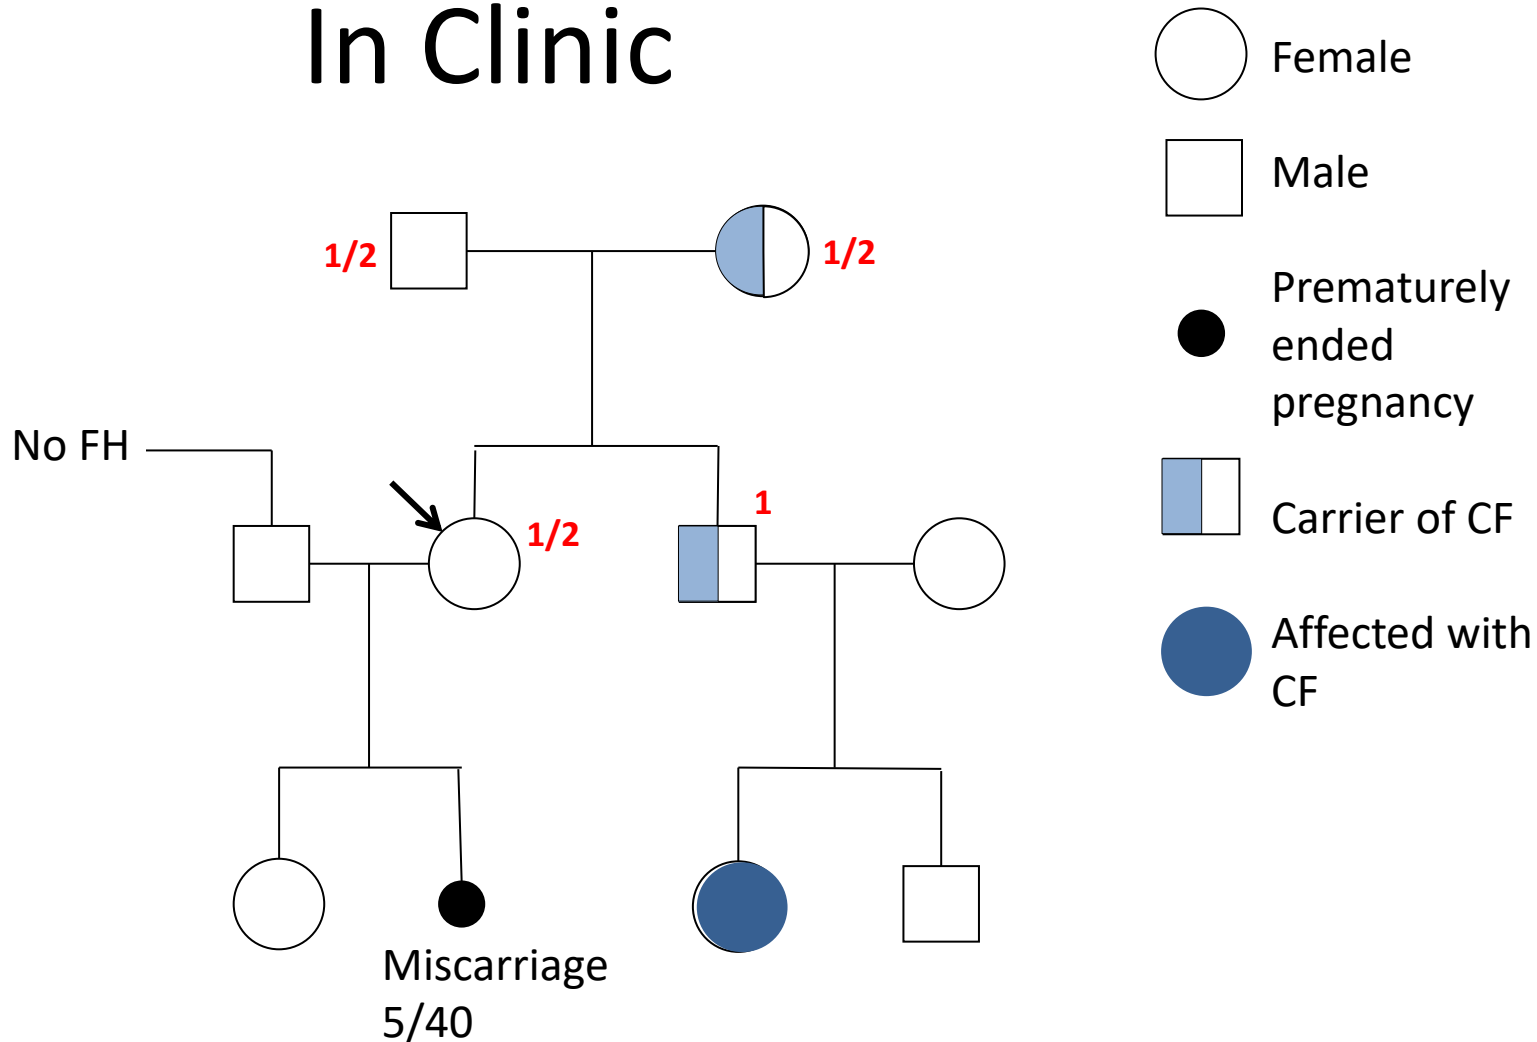 In Clinic
Female
Male
Prematurely
ended
pregnancy
Carrier of CF
Affected with
CF
1/2
1/2
No FH
1/2
1
Miscarriage
5/40